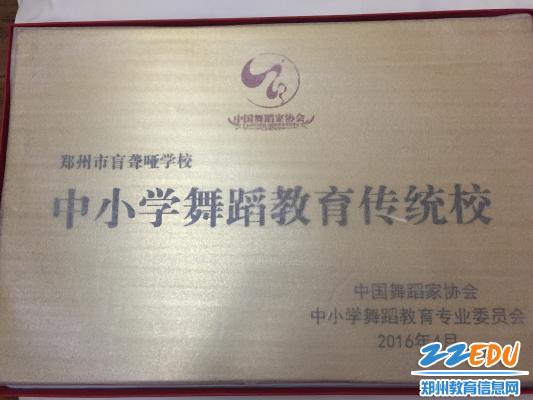 中国舞蹈家协会
郑州市盲聋哑学校
中小学舞蹈教育传统校
中国舞蹈家协会
中小学舞蹈教育专业委员会
2016年4月
ZZEDU
郑州教育信息网